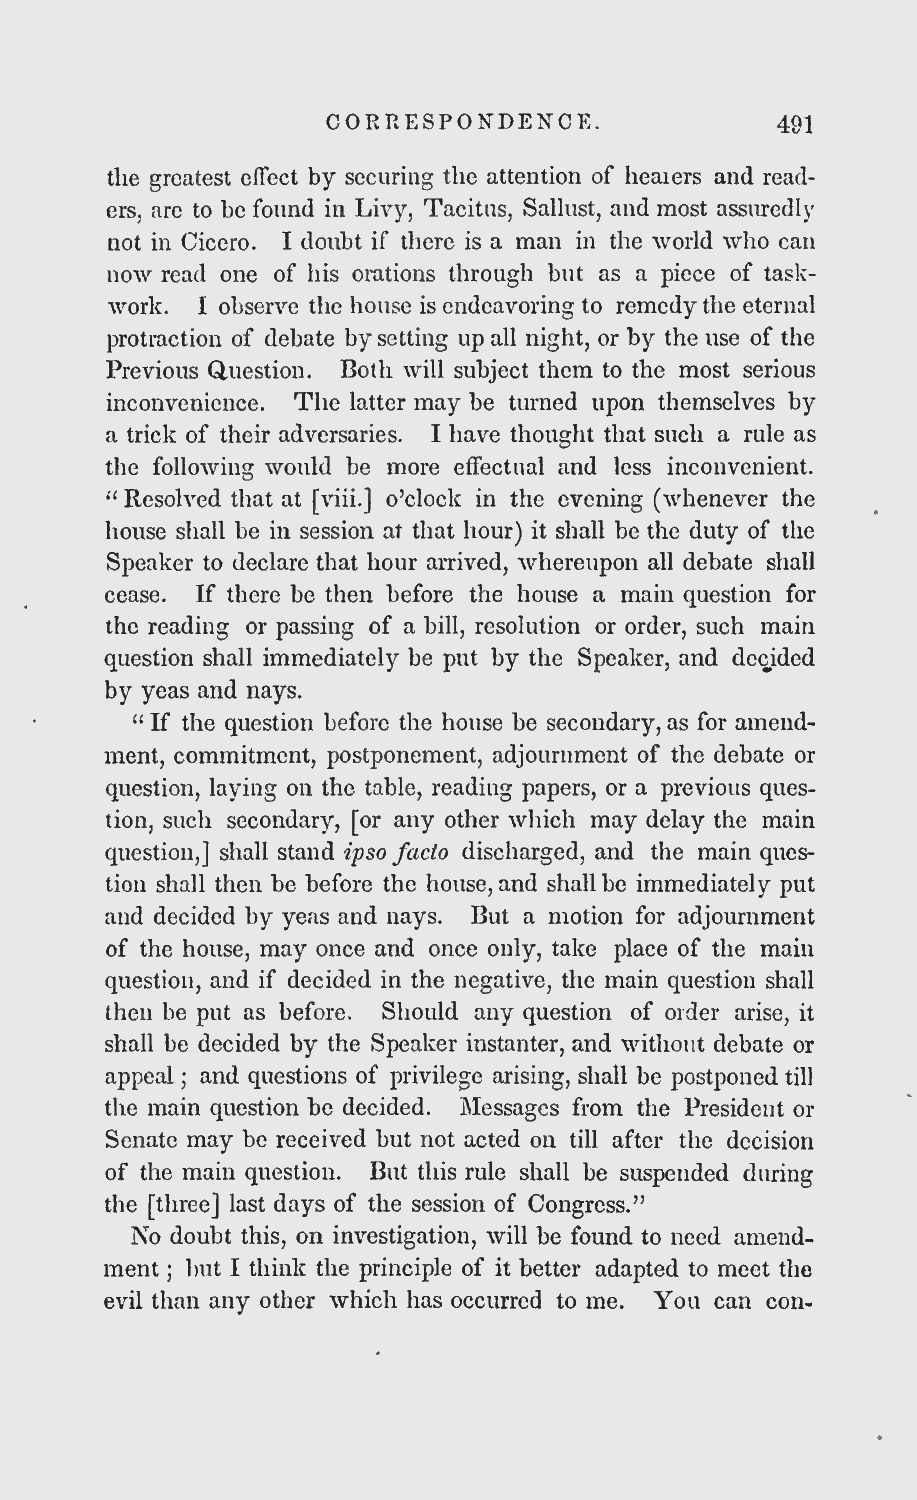 CORRESPONDENCE. 491
the greatest effect by securing the attention of hearers and read-
ers, are to be found in Livy, Tacitus, Sallust, and most assuredly
not in Cicero. I doubt if there is a man in the world who can
now read one of his orations through but as a piece of task-
work. I observe the house is endeavoring to remedy the eternal
protraction of debate by setting up all night, or by the use of the
Previous Question. Both will subject them to the most serious
inconvenience. The latter may be turned upon themselves by
a trick of their adversaries. I have thought that such a rule as
the following would be more effectual and less inconvenient.
“Resolved that at [viii.] o’clock in the evening (whenever the
house shall be in session at that hour) it shall be the duty of the
Speaker to declare that hour arrived, whereupon all debate shall
cease. If there be then before the house a main question for
the reading or passing of a bill, resolution or order, such main
question shall immediately be put by the Speaker, and decided
by yeas and nays.
“If the question before the house be secondary, as for amend-
ment, commitment, postponement, adjournment of the debate or
question, laying on the table, reading papers, or a previous ques-
tion, such secondary, [or any other which may delay the main
question,] shall stand ipso facto discharged, and the main ques-
tion shall then be before the house, and shall be immediately put
and decided by yeas and nays. But a motion for adjournment
of the house, may once and once only, take place of the main
question, and if decided in the negative, the main question shall
then be put as before. Should any question of order arise, it
shall be decided by the Speaker instanter, and without debate or
appeal ; and questions of privilege arising, shall be postponed till
the main question be decided. Messages from the President or
Senate may be received but not acted on till after the decision
of the main question. But this rule shall be suspended during
the [three] last days of the session of Congress.”
No doubt this, on investigation, will be found to need amend-
ment ; but I think the principle of it better adapted to meet the
evil than any other which has occurred to me. You can con-